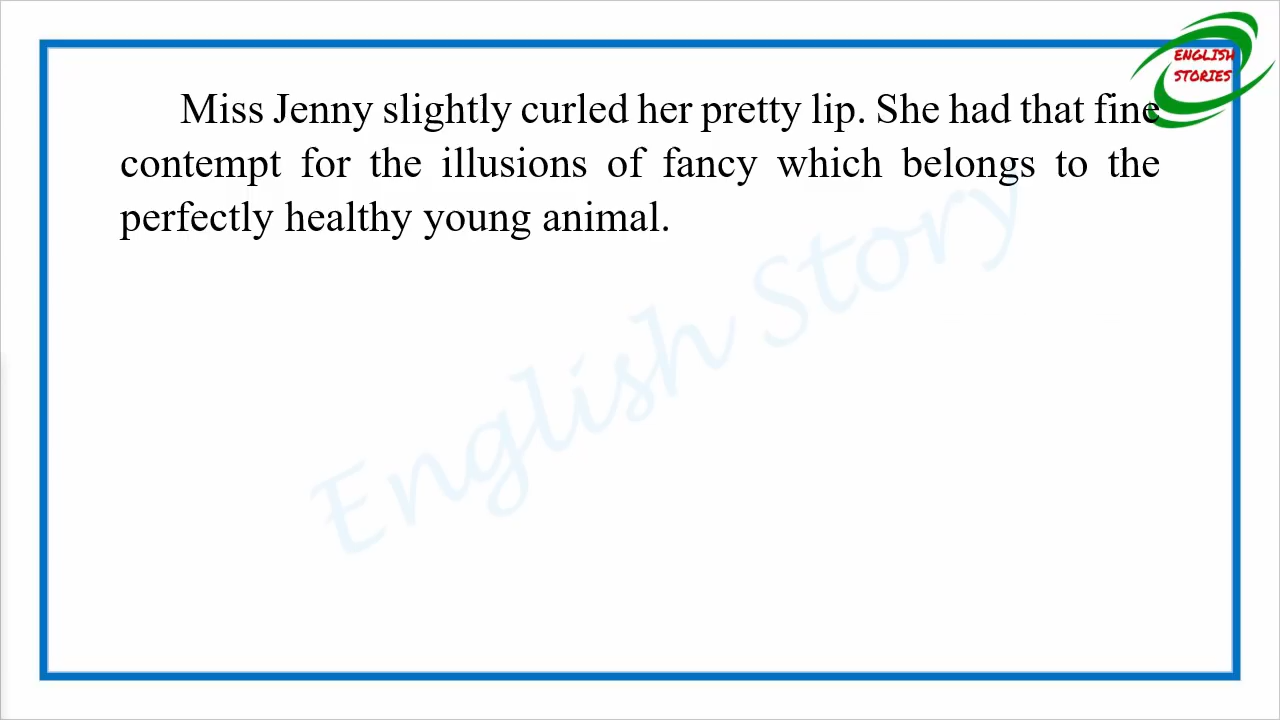 ENGLISH
STORIES
Miss Jenny slightly curled her pretty lip. She had that fine
contempt for the illusions of fancy which belongs to the
perfectly healthy young animal.
English Story